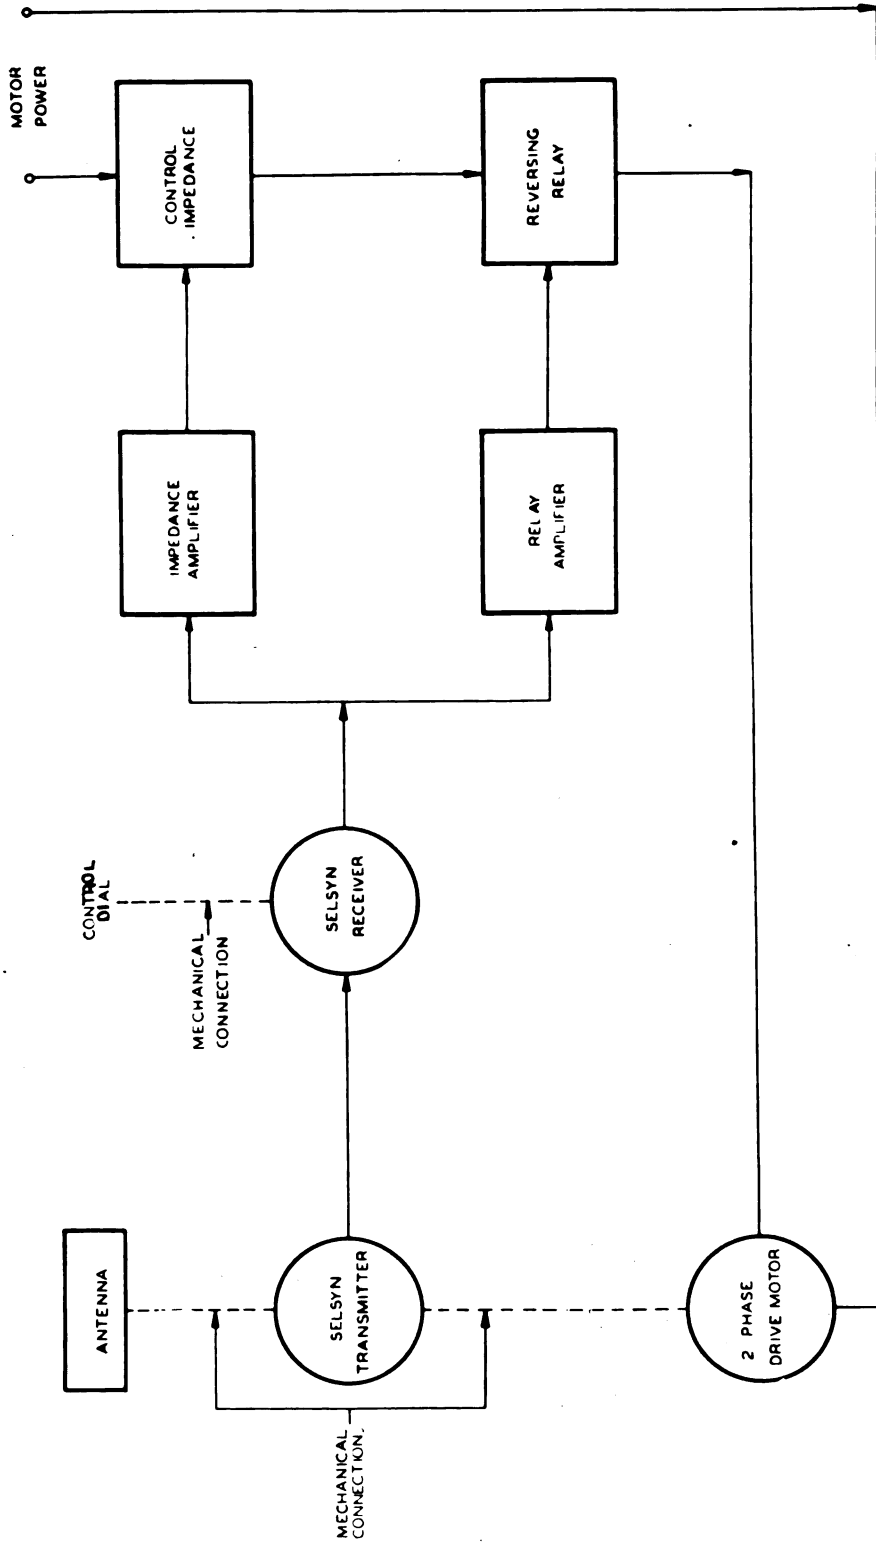 ANTENNA
MECHANICAL
CONNECTION.
SELSYN
TRANSMITTER
2 PHASE
DRIVE MOTOR
CONTROL
DIAL
MECHANICAL
CONNECTION
SELSYN
RECEIVER
IMPEDANCE
AMPLIFIER
RELAY
AMPLIFIER
MOTOR
POWER
CONTROL
IMPEDANCE
REVERSING
RELAY